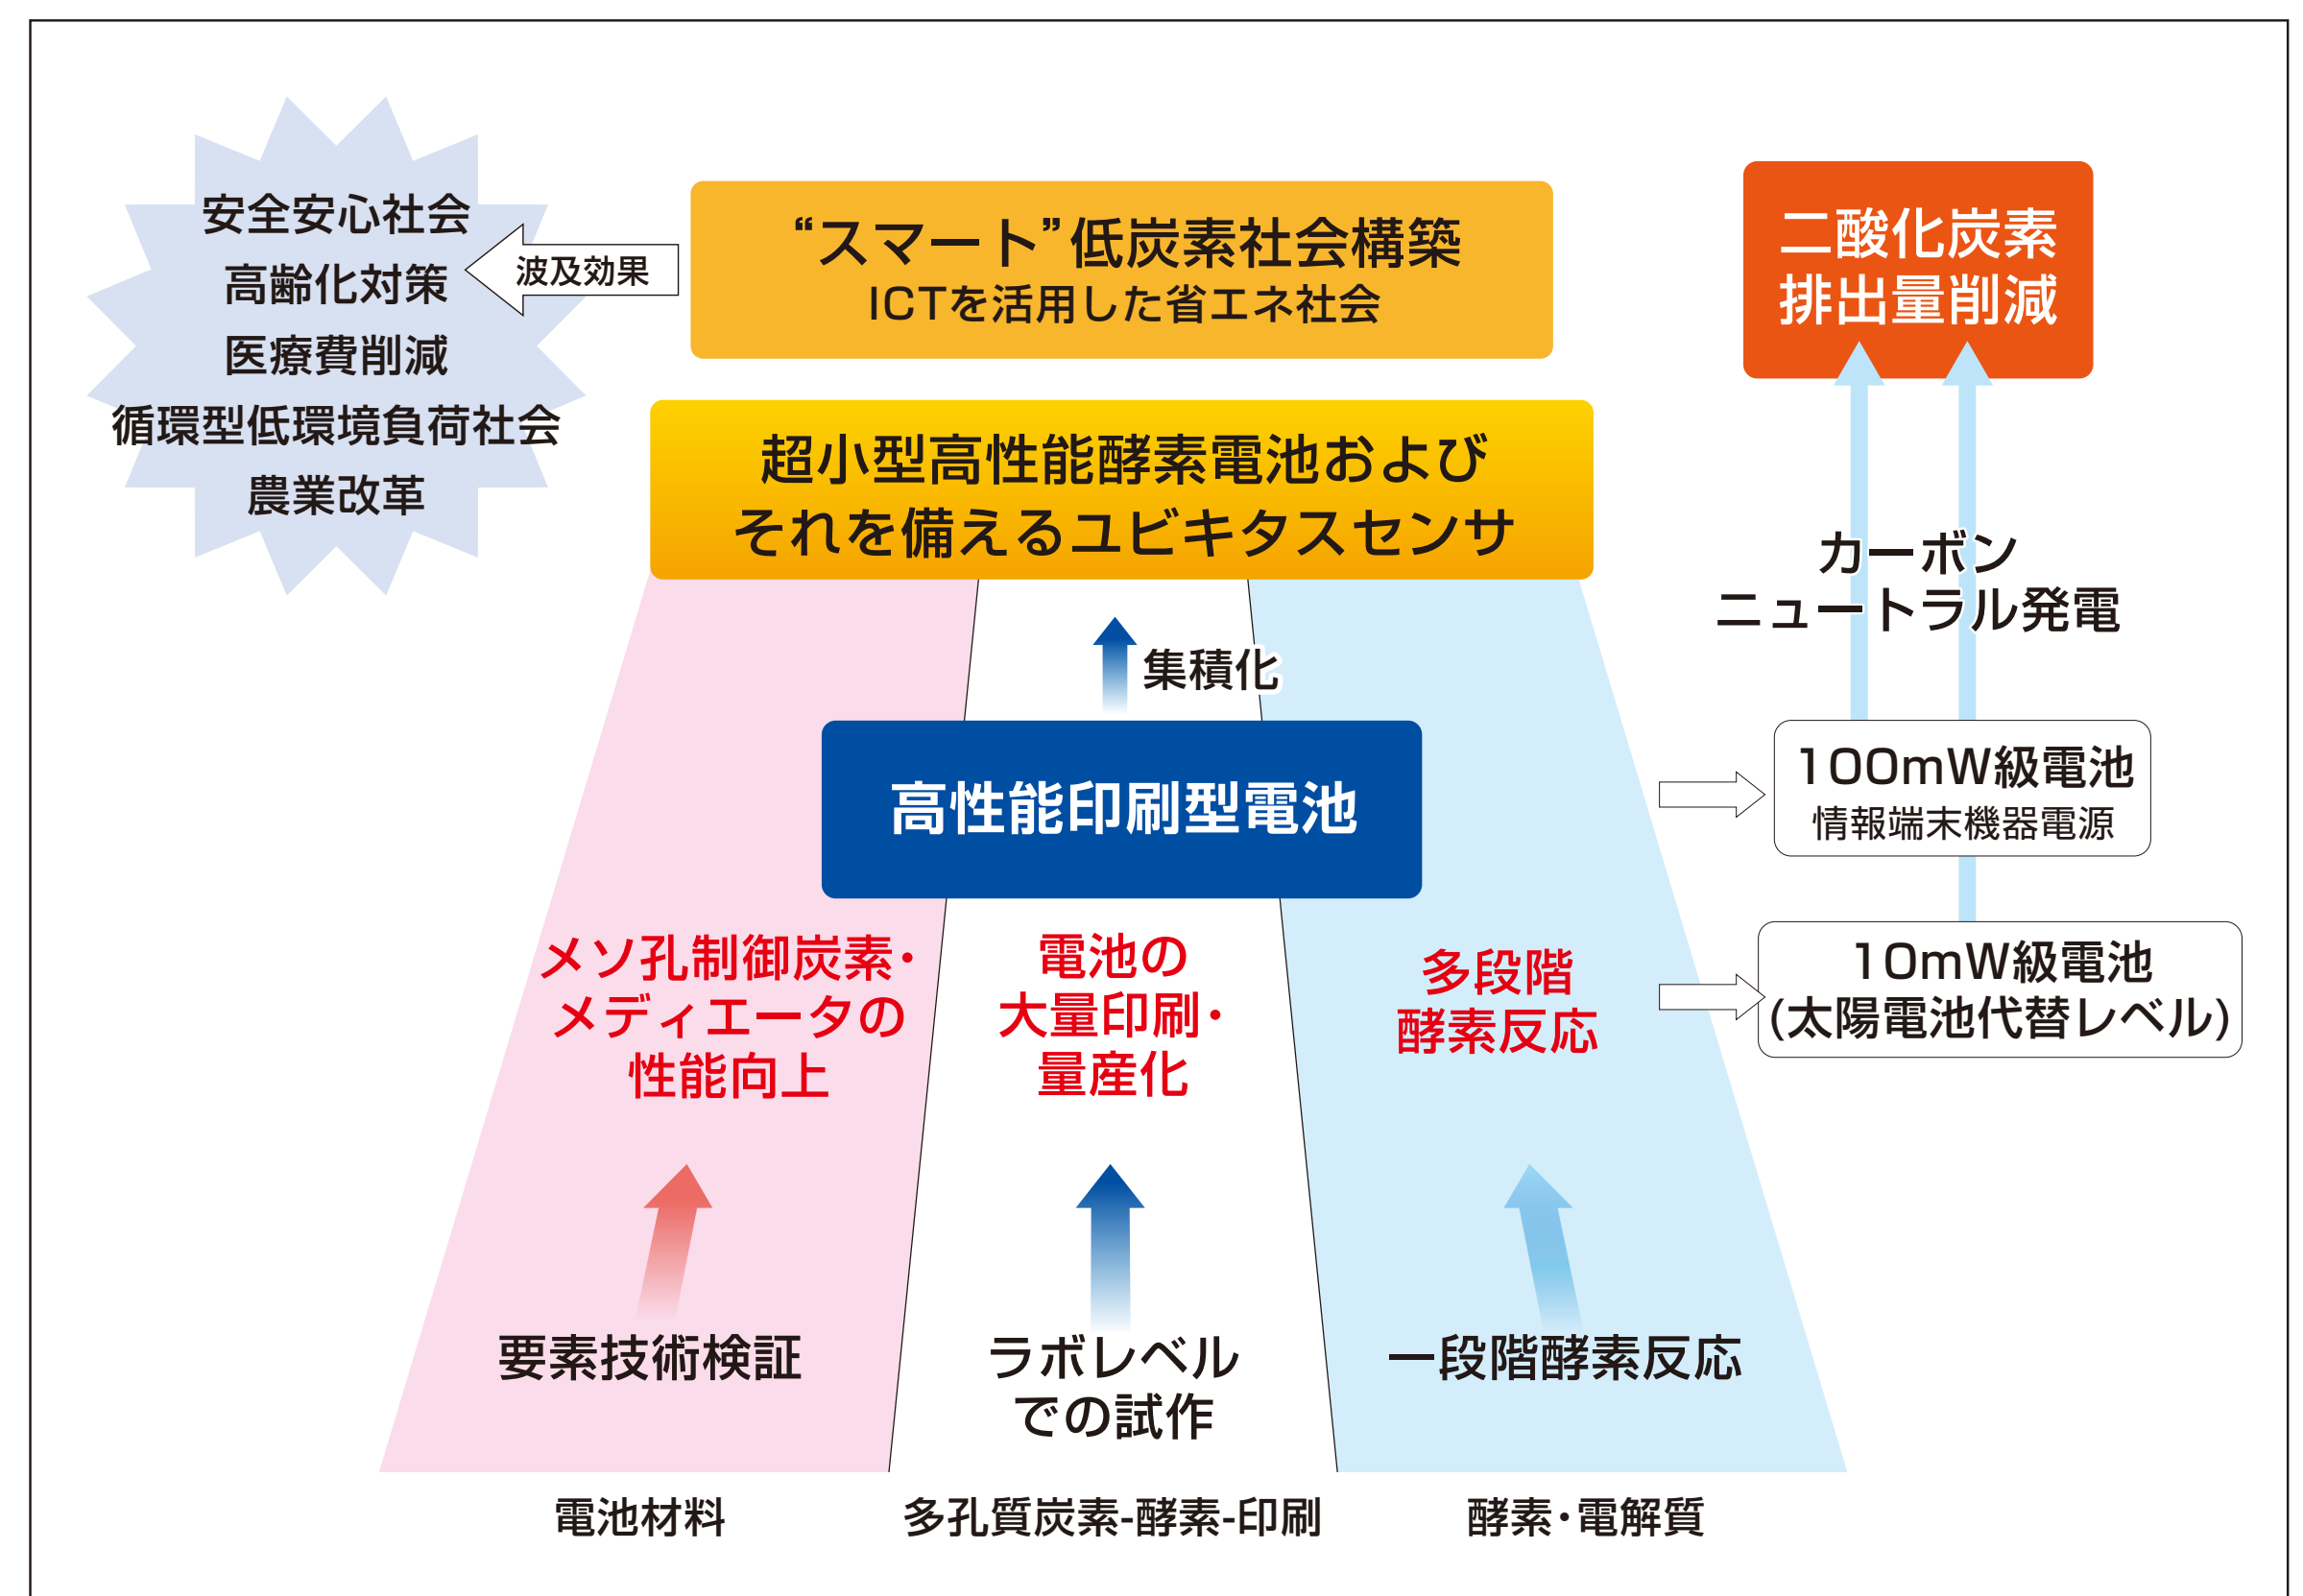 安全安心社会
高齢化対策
医療費削減
循環型低環境負荷社会
農業改革
波及効果
“スマート”低炭素社会構築
ICTを活用した省エネ社会
二酸化炭素
排出量削減
超小型高性能酵素電池および
それを備えるユビキタスセンサ
カーボン
ニュートラル発電
集積化
高性能印刷型電池
100mW級電池
情報端末機器電源
10mW級電池
(太陽電池代替レベル)
メソ孔制御炭素・
メディエータの
性能向上
電池の
大量印刷・
量産化
多段階
酵素反応
要素技術検証
ラボレベル
での試作
一段階酵素反応
電池材料
多孔質炭素-酵素-印刷
酵素・電解質